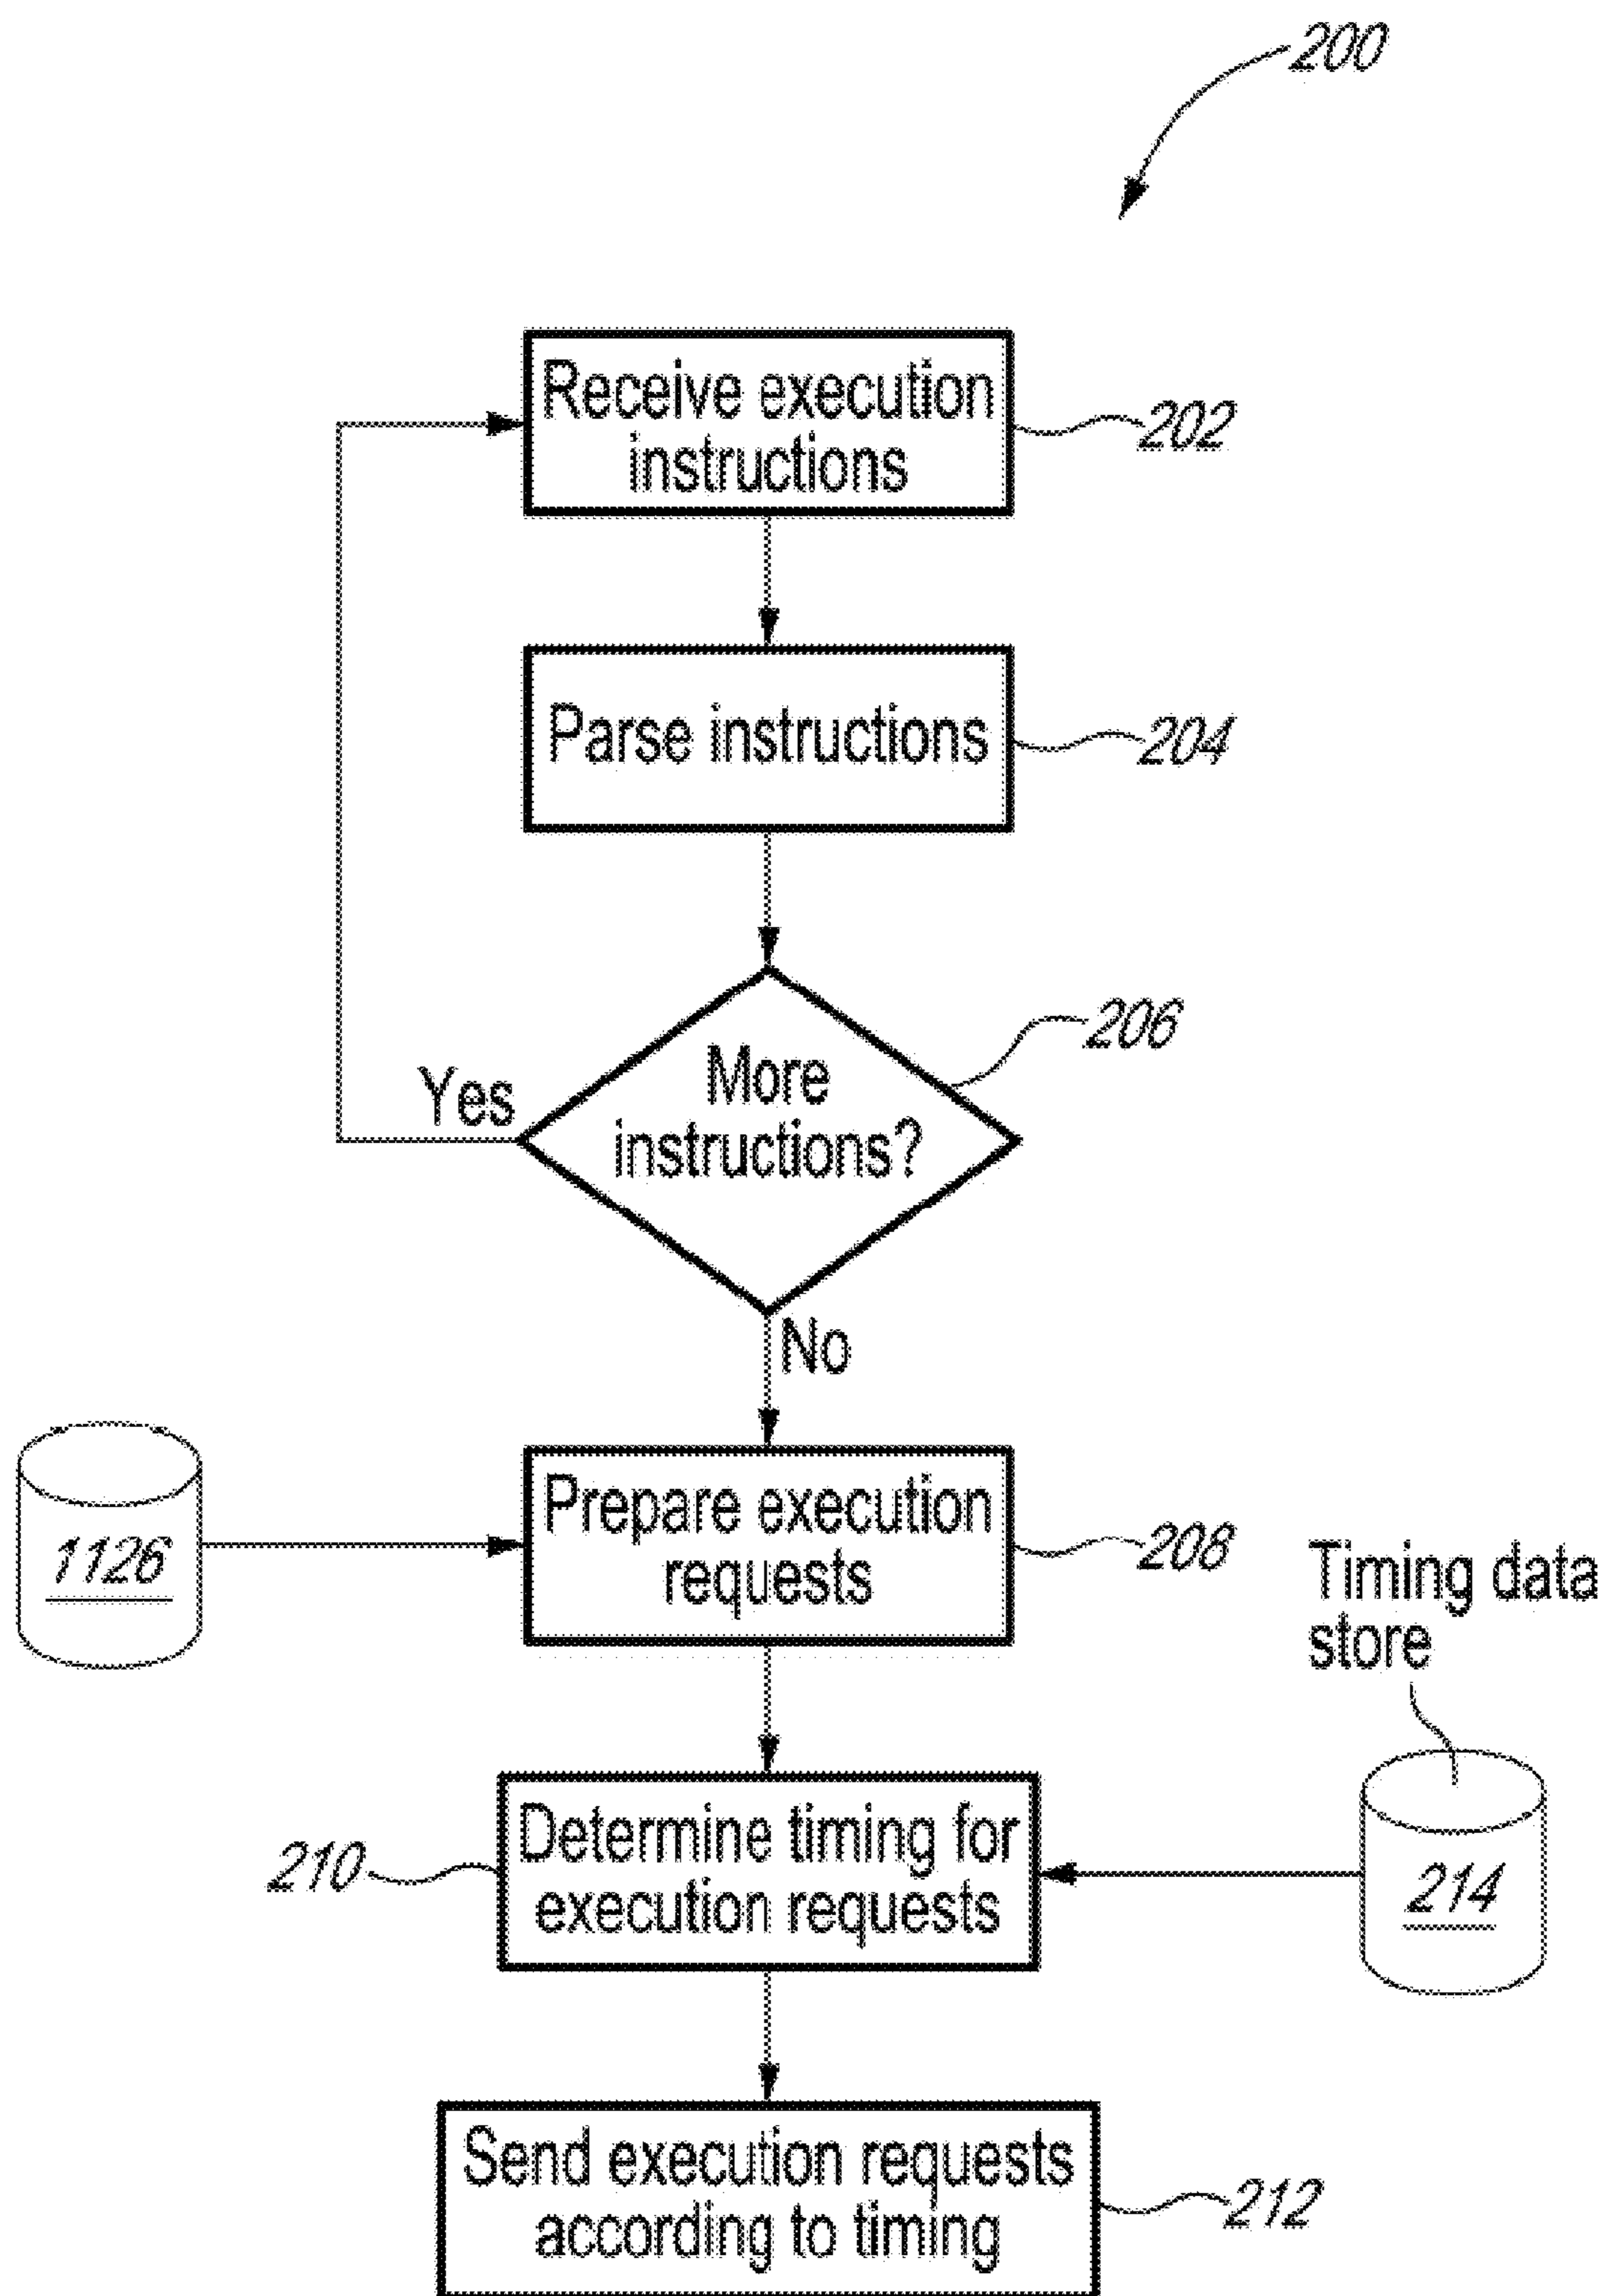 200
Receive execution
instructions
202
Parse instructions
204
206
More
instructions?
Yes
No
1126
Prepare execution
requests
208
Timing data
store
210
Determine timing for
execution requests
214
Send execution requests
according to timing
212